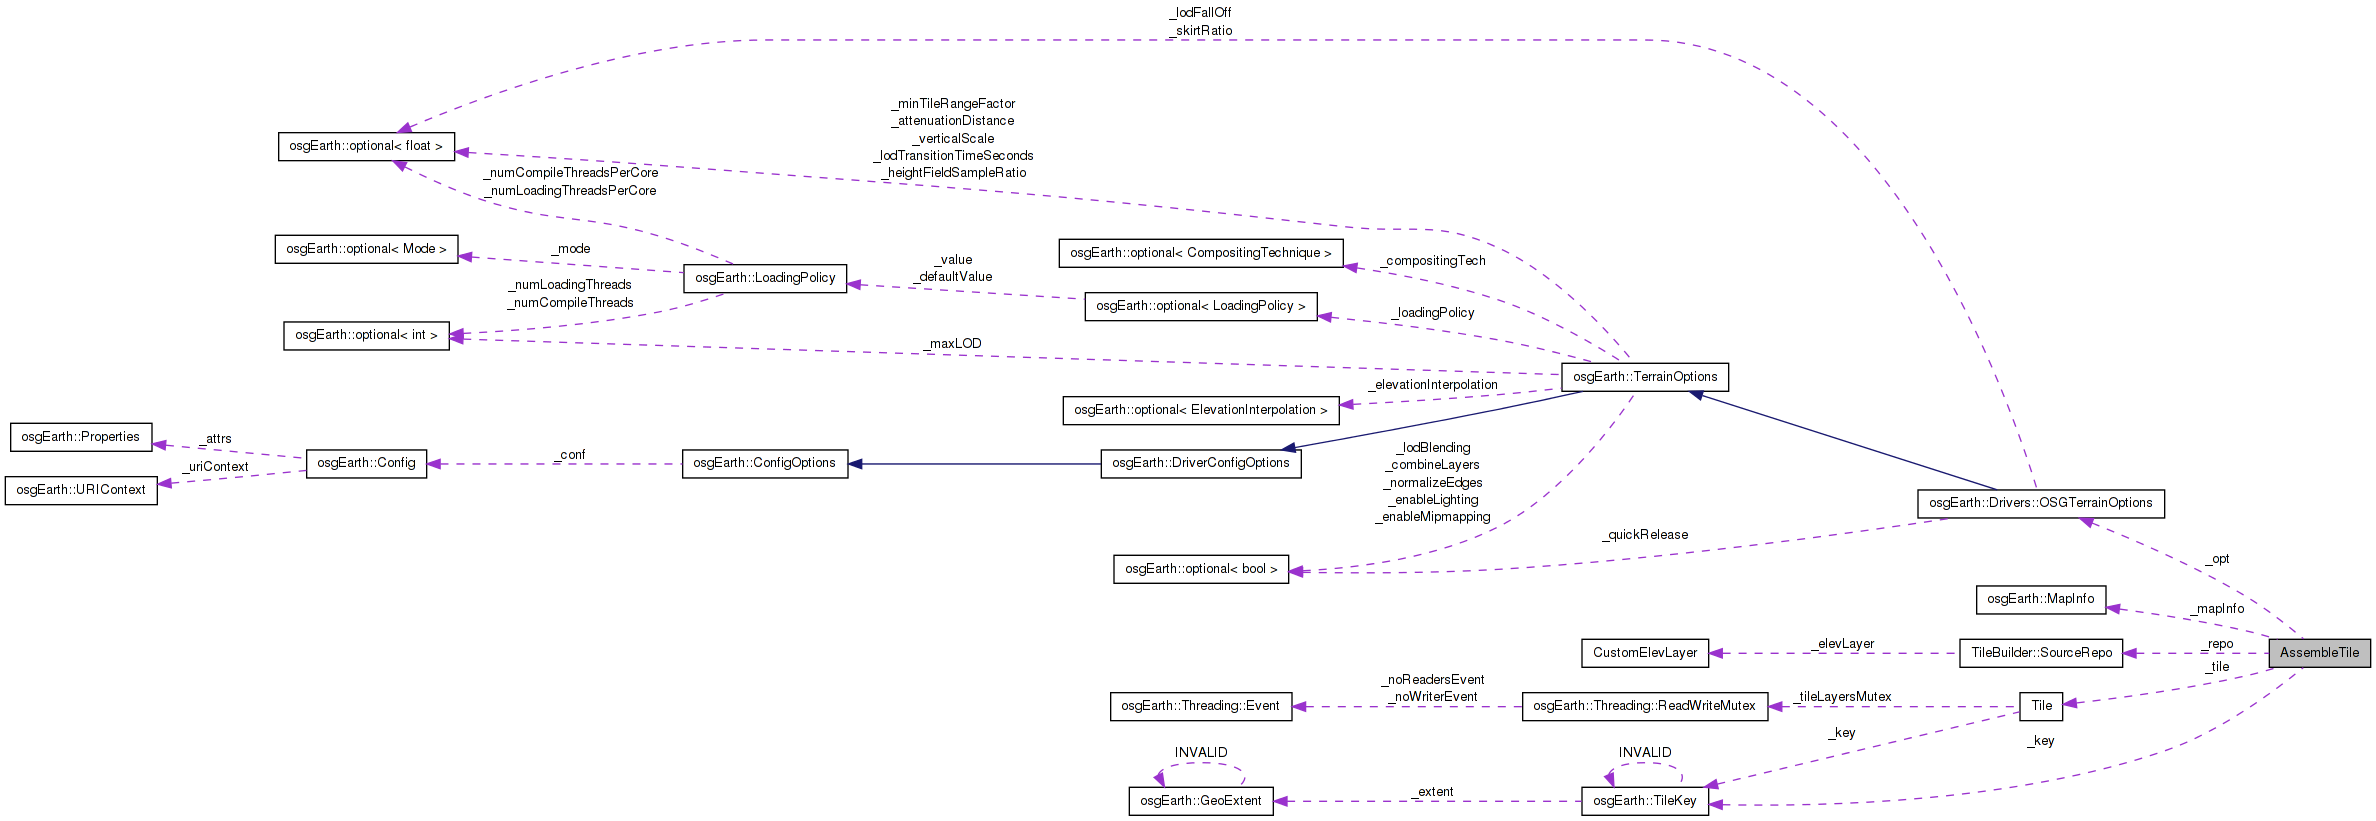 _lodFallOff
_skirtRatio
_minTileRangeFactor
_attenuationDistance
_verticalScale
_lodTransitionTimeSeconds
_heightFieldSampleRatio
osgEarth::optional< float >
_numCompileThreadsPerCore
_numLoadingThreadsPerCore
osgEarth::optional< Mode >
_mode
osgEarth::LoadingPolicy
_value
_defaultValue
osgEarth::optional< CompositingTechnique >
_compositingTech
_numLoadingThreads
_numCompileThreads
osgEarth::optional< LoadingPolicy >
_loadingPolicy
osgEarth::optional< int >
_maxLOD
osgEarth::TerrainOptions
_elevationInterpolation
osgEarth::optional< ElevationInterpolation >
osgEarth::Properties
_attrs
_uriContext
osgEarth::URIContext
osgEarth::Config
_conf
osgEarth::ConfigOptions
osgEarth::DriverConfigOptions
_lodBlending
_combineLayers
_normalizeEdges
_enableLighting
_enableMipmapping
osgEarth::Drivers::OSGTerrainOptions
_quickRelease
osgEarth::optional< bool >
_opt
osgEarth::MapInfo
_mapInfo
CustomElevLayer
_elevLayer
TileBuilder::SourceRepo
_repo
AssembleTile
_tile
osgEarth::Threading::Event
_noReadersEvent
_noWriterEvent
osgEarth::Threading::ReadWriteMutex
_tileLayersMutex
Tile
_key
_key
INVALID
INVALID
osgEarth::GeoExtent
_extent
osgEarth::TileKey